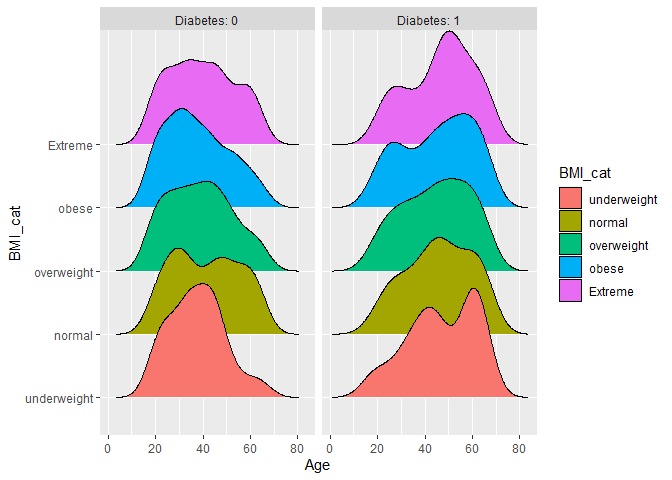 Diabetes: 0
Diabetes: 1
Extreme
obese
overweight
normal
underweight
BMI_cat
0 20 40 60 80
0 20 40 60 80
Age
BMI_cat
underweight
normal
overweight
obese
Extreme